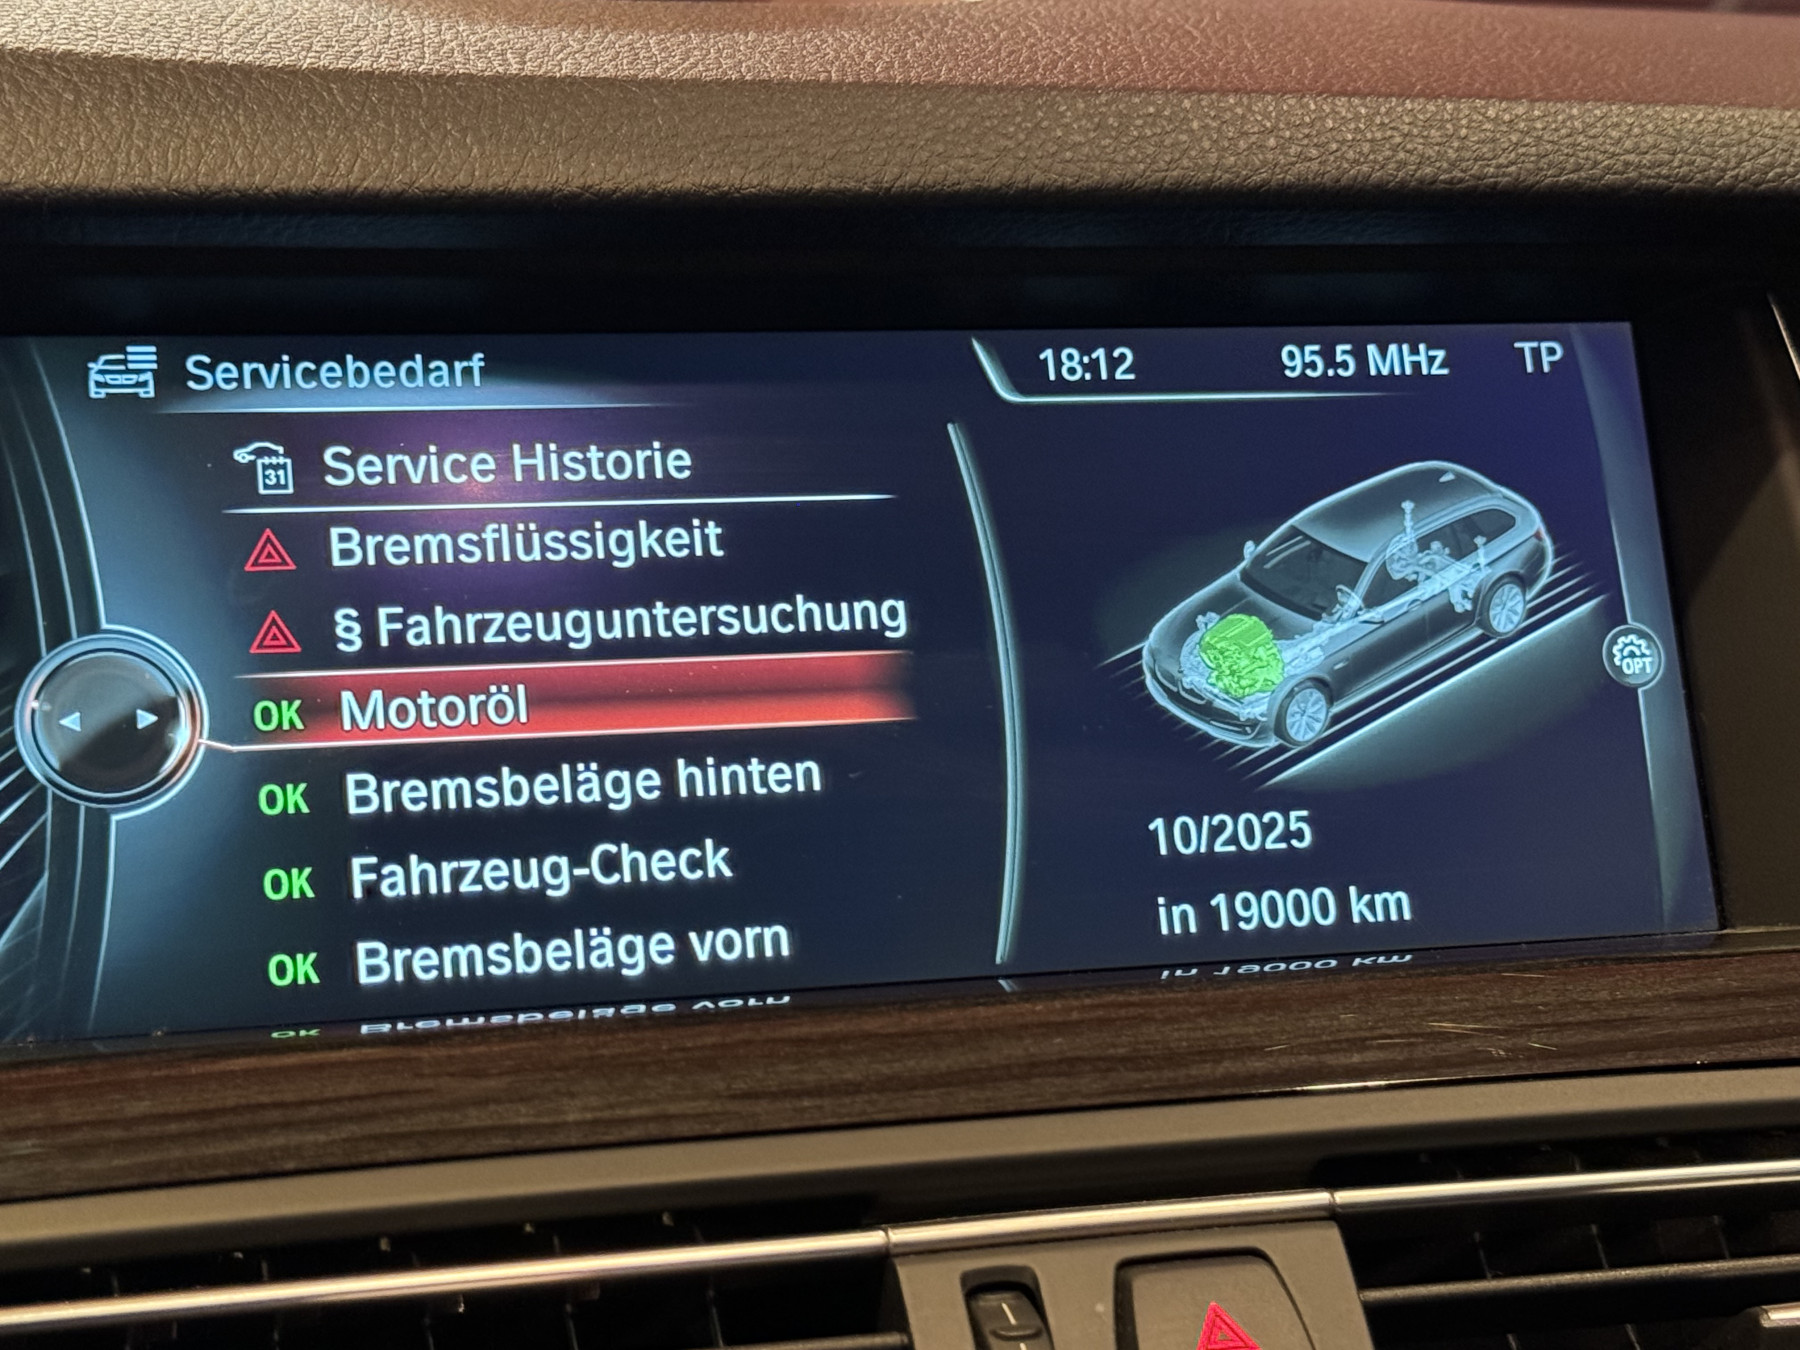 Servicebedarf
18:12 95.5 MHz TP
31 Service Historie
Bremsflüssigkeit
§ Fahrzeuguntersuchung
OK Motoröl
OK Bremsbeläge hinten
OK Fahrzeug-Check
OK Bremsbeläge vorn
OPT
10/2025
in 19000 km